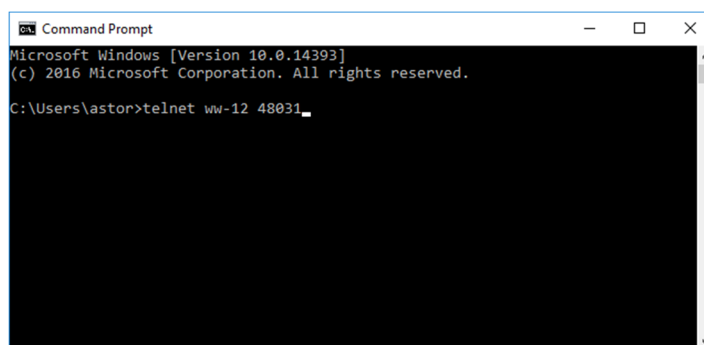 Command Prompt
Microsoft Windows [Version 10.0.14393]
(c) 2016 Microsoft Corporation. All rights reserved.
C:\Users\astor>telnet ww-12 48031